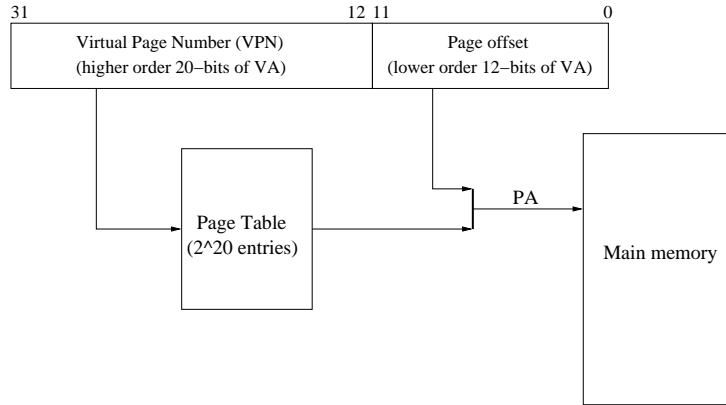 31 12 11 0
Virtual Page Number (VPN)
(higher order 20−bits of VA)
Page offset
(lower order 12−bits of VA)
Page Table
(2^20 entries)
PA
Main memory